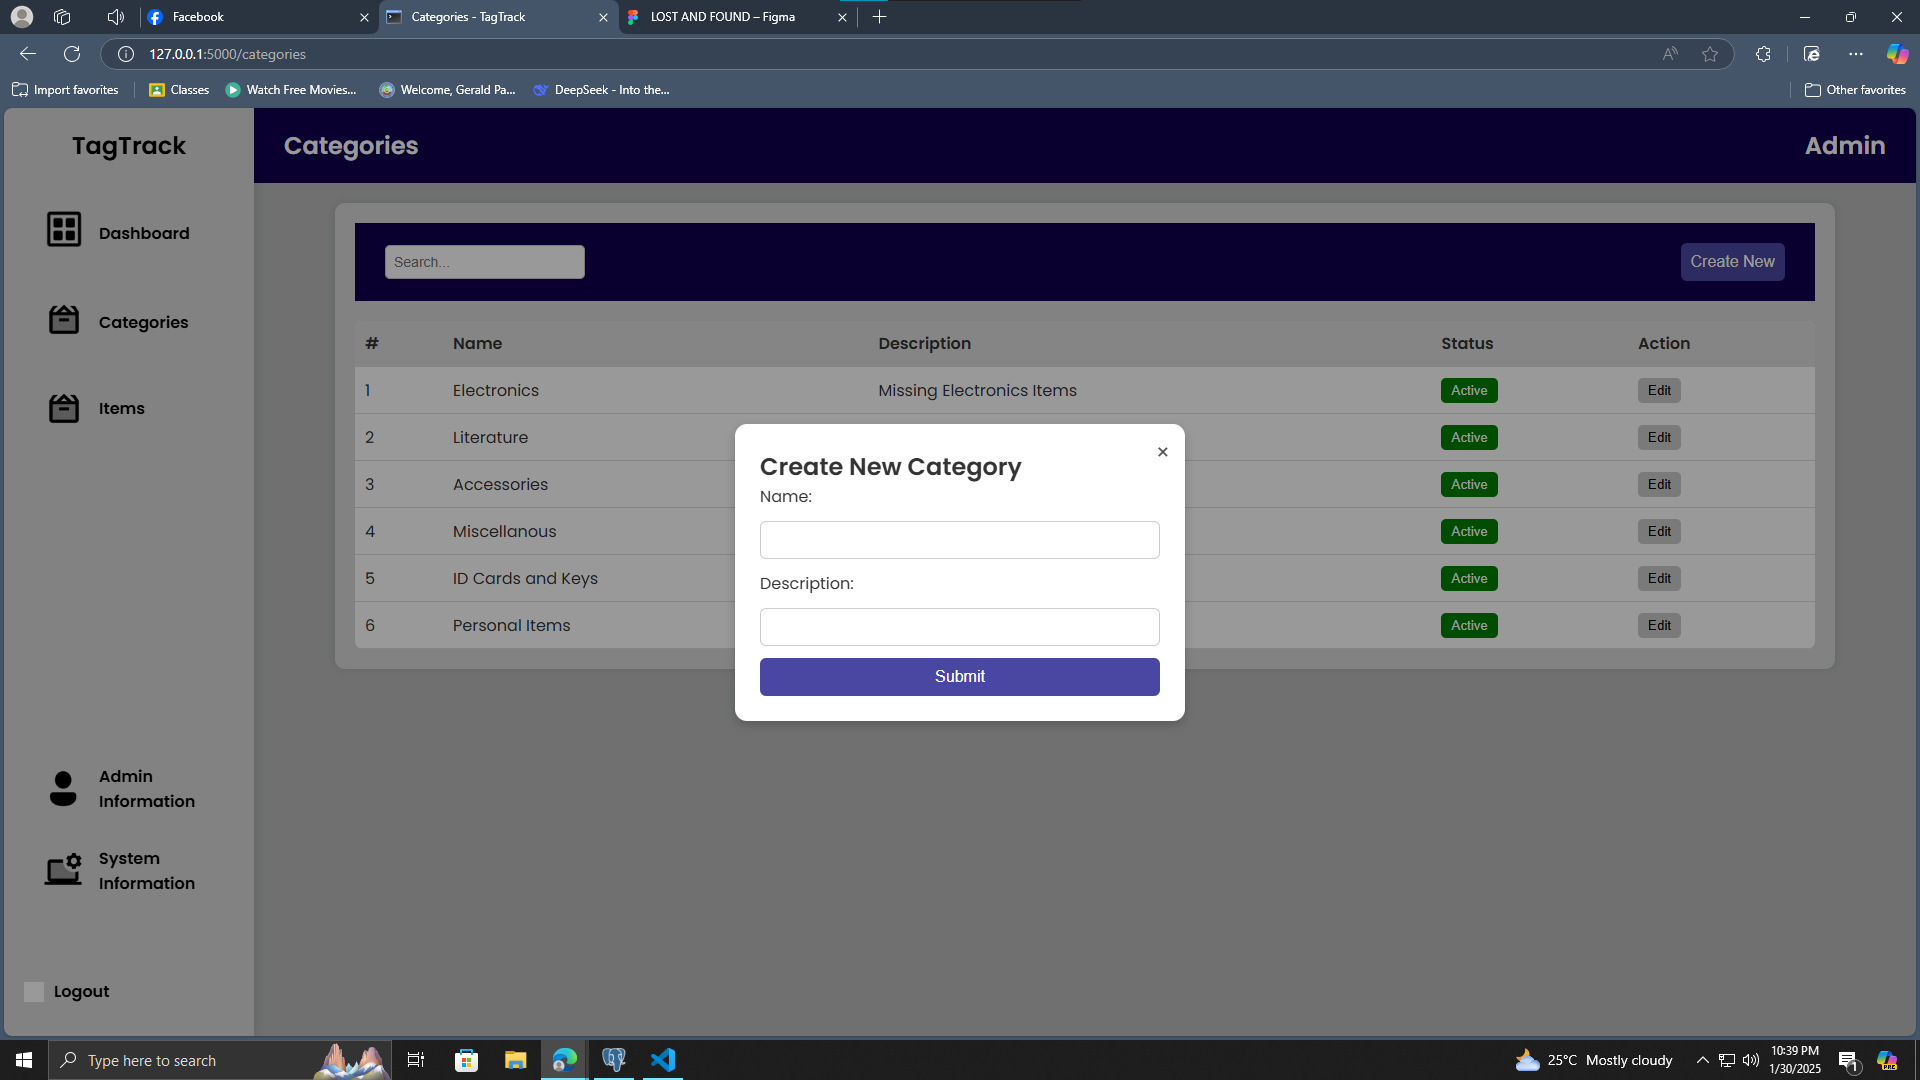 Facebook
Categories - TagTrack
LOST AND FOUND – Figma
127.0.0.1:5000/categories
Import favorites
Classes
Watch Free Movies...
Welcome, Gerald Pa...
DeepSeek - Into the...
Other favorites
TagTrack
Categories
Admin
Dashboard
Categories
Items
Admin
Information
System
Information
Logout
Search...
Create New
# Name Description Status Action
1 Electronics Missing Electronics Items Active Edit
2 Literature Active Edit
3 Accessories Active Edit
4 Miscellanous Active Edit
5 ID Cards and Keys Active Edit
6 Personal Items Active Edit
Create New Category
×
Name:
Description:
Submit
Type here to search
25°C Mostly cloudy
10:39 PM
1/30/2025
1
PRE